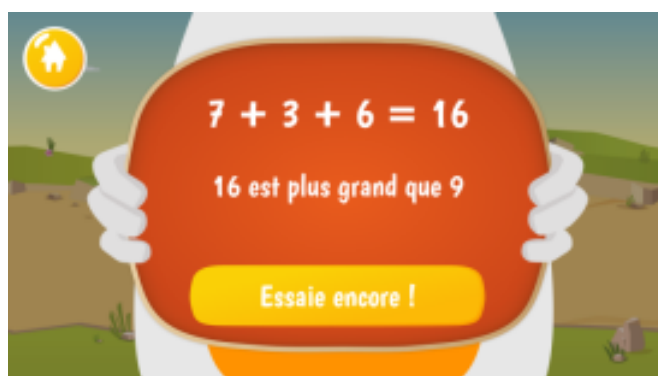 7 + 3 + 6 = 16
16 est plus grand que 9
Essaie encore !